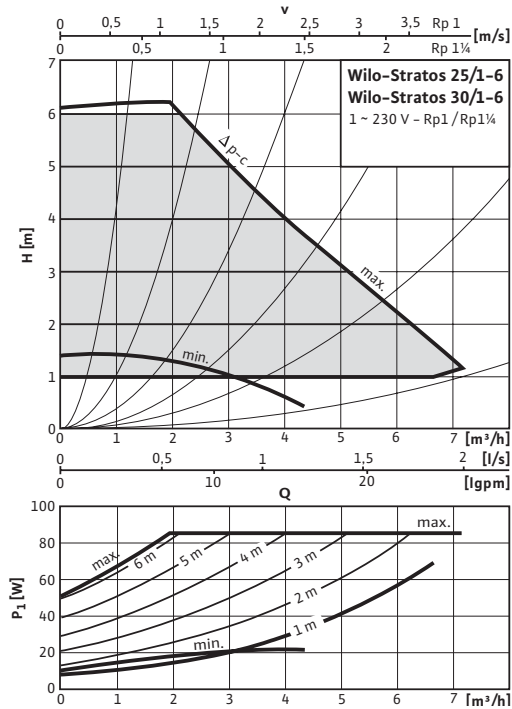 v
0 0,5 1 1,5 2 2,5 3 3,5 Rp 1
[m/s]
0 0,5 1 1,5 2 Rp 1¼
Wilo-Stratos 25/1-6
Wilo-Stratos 30/1-6
1 ~ 230 V - Rp1/Rp1¼
7
6
5
4
3
2
1
0
H [m]
Δp-c
max.
min.
0 1 2 3 4 5 6 7 [m³/h]
0 0,5 1 1,5 2 [l/s]
0 10 20 [Igpm]
Q
100
80
60
40
20
0
P₁ [W]
max.
6 m
5 m
4 m
3 m
2 m
1 m
max.
min.
0 1 2 3 4 5 6 7 [m³/h]